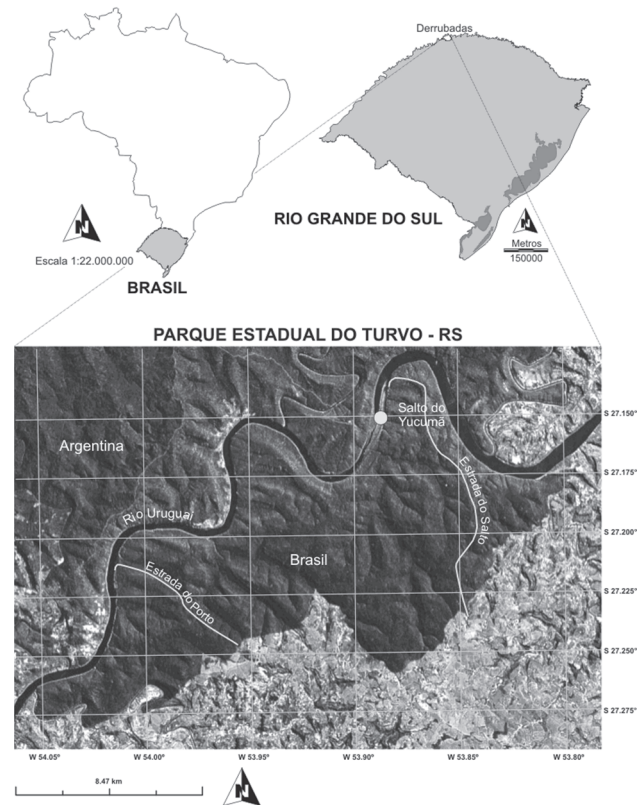 Derrubadas
RIO GRANDE DO SUL
N
N
Metros
150000
Escala 1:22.000.000
BRASIL
PARQUE ESTADUAL DO TURVO - RS
Salto do
Yucumã
Argentina
Estrada do Salto
Rio Uruguai
Brasil
Estrada do Porto
S 27.150°
S 27.175°
S 27.200°
S 27.225°
S 27.250°
S 27.275°
W 54.05°
W 54.00°
W 53.95°
W 53.90°
W 53.85°
W 53.80°
8.47 km
N